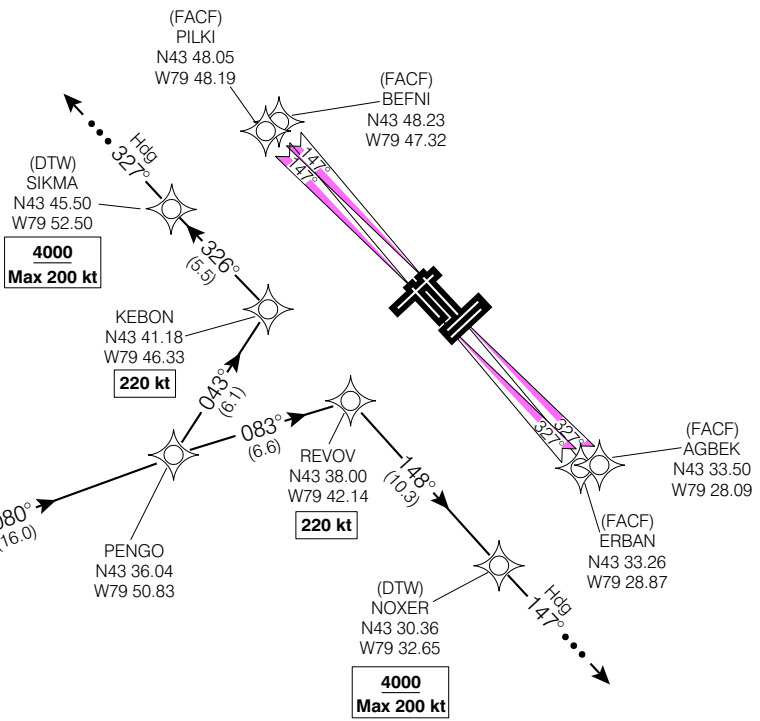 (FACF)
PILKI
N43 48.05
W79 48.19
(FACF)
BEFNI
N43 48.23
W79 47.32
147°
147°
Hdg
327°
(DTW)
SIKMA
N43 45.50
W79 52.50
4000
Max 200 kt
326°
(5.5)
KEBON
N43 41.18
W79 46.33
220 kt
043°
(6.1)
083°
(6.6)
REVOV
N43 38.00
W79 42.14
220 kt
148°
(10.3)
327°
327°
(FACF)
AGBEK
N43 33.50
W79 28.09
(FACF)
ERBAN
N43 33.26
W79 28.87
080°
(16.0)
PENGO
N43 36.04
W79 50.83
(DTW)
NOXER
N43 30.36
W79 32.65
4000
Max 200 kt
Hdg
147°